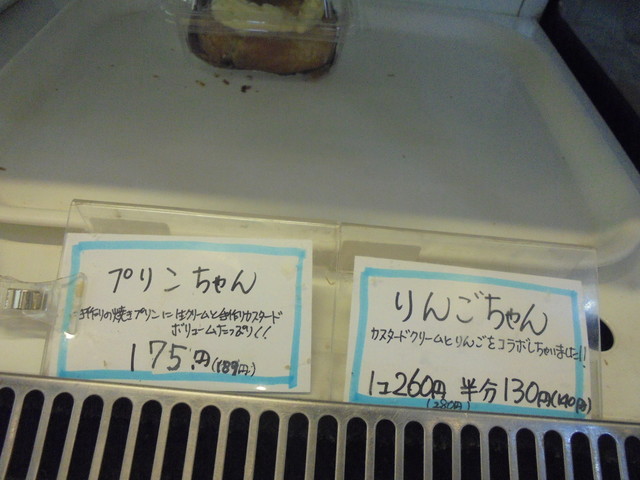 プリンちゃん
手作りの焼きプリンに生クリームと自家製カスタード
ボリュームたっぷり!!
175円(189円)
りんごちゃん
カスタードクリームとりんごをコラボしちゃいました!!
1コ260円 半分130円(140円)
(280円)